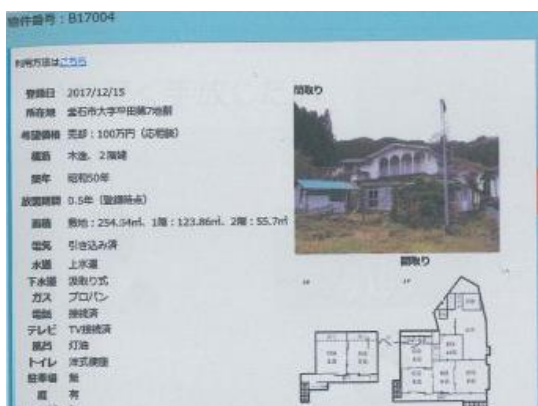 物件番号：B17004
利用方法はこちら
登録日 2017/12/15
間取り
所在地 釜石市大字平田第7地割
希望価格 売却：100万円（応相談）
構造 木造、２階建
築年 昭和50年
放置期間 0.5年（登録時点）
面積 敷地：254.54㎡、1階：123.86㎡、2階：55.7㎡
電気 引き込み済
水道 上水道
間取り
下水道 汲取り式
ガス プロパン
電話 接続済
テレビ TV接続済
風呂 灯油
トイレ 洋式便座
駐車場 無
庭 有